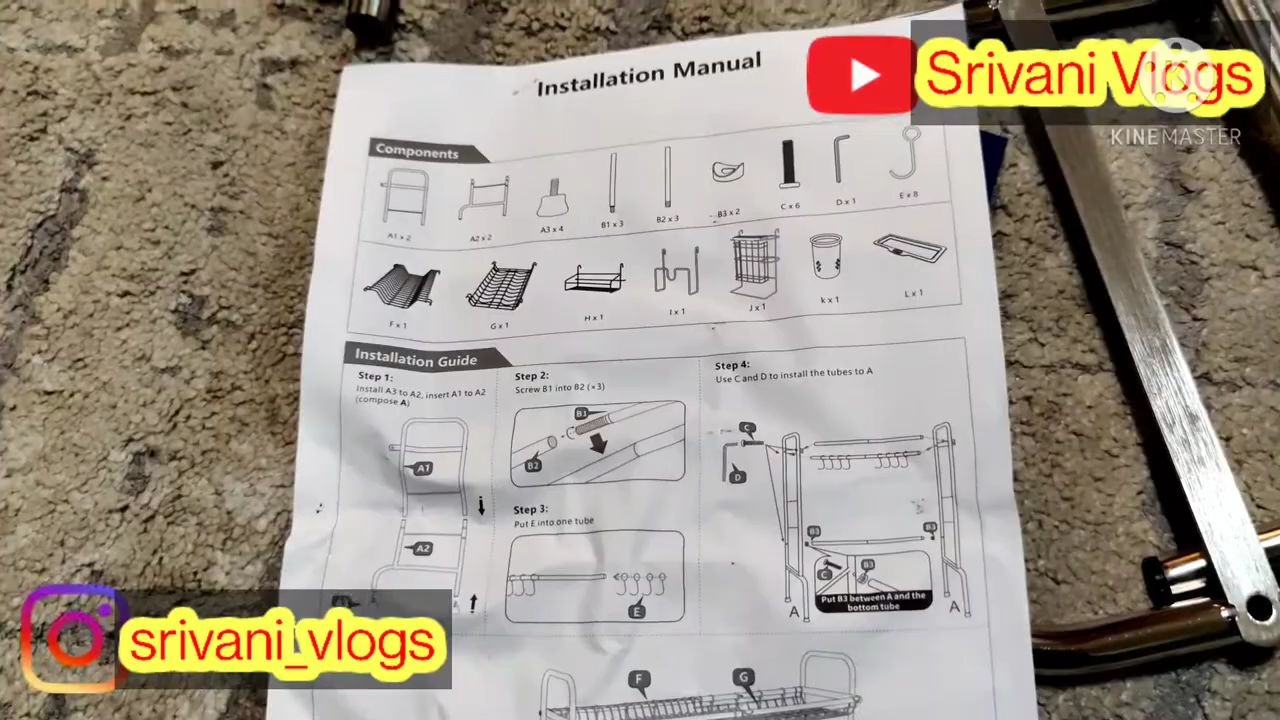 Installation Manual
Srivani Vlogs
KINEMASTER
Components
A1 x 2
A2 x 2
A3 x 4
B1 x 3
B2 x 3
B3 x 2
C x 6
D x 1
E x 8
F x 1
G x 1
H x 1
I x 1
J x 1
k x 1
L x 1
Installation Guide
Step 1:
Install A3 to A2, insert A1 to A2
(compose A)
A1
A2
Step 2:
Screw B1 into B2 (×3)
B1
B2
Step 3:
Put E into one tube
E
Step 4:
Use C and D to install the tubes to A
C
D
B3
B3
C
B3
Put B3 between A and the
bottom tube
A
A
F
G
srivani_vlogs